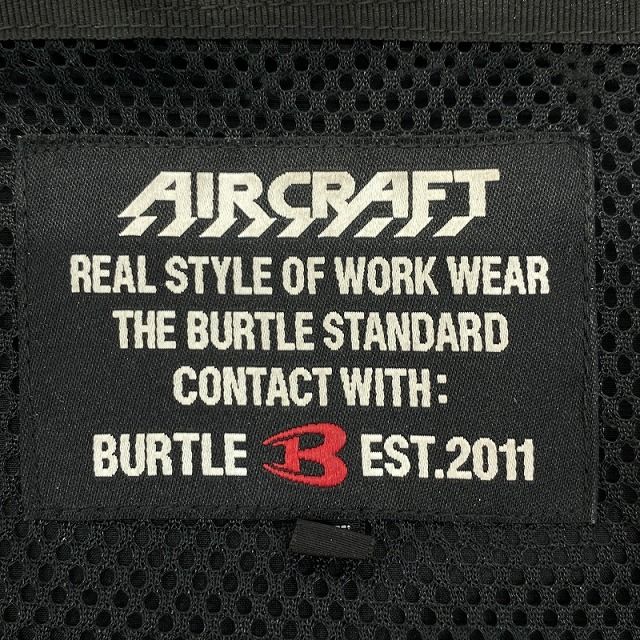 AIRCRAFT
REAL STYLE OF WORK WEAR
THE BURTLE STANDARD
CONTACT WITH:
BURTLE B EST.2011